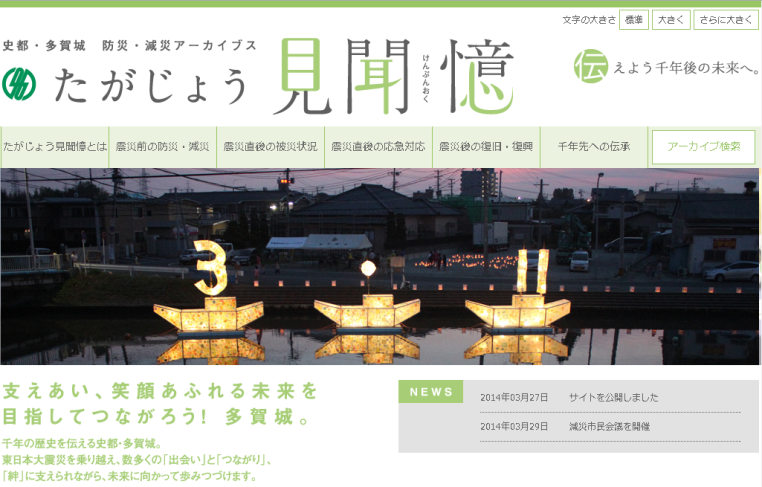 文字の大きさ 標準 大きく さらに大きく
史都・多賀城 防災・減災アーカイブス
たがじょう見聞憶
けんぶんおく
伝えよう千年後の未来へ。
たがじょう見聞憶とは 震災前の防災・減災 震災直後の被災状況 震災直後の応急対応 震災後の復旧・復興 千年先への伝承 アーカイブ検索
3 . 11
支えあい、笑顔あふれる未来を
目指してつながろう! 多賀城。
千年の歴史を伝える史都・多賀城。
東日本大震災を乗り越え、数多くの「出会い」と「つながり」、
「絆」に支えられながら、未来に向かって歩みつづけます。
NEWS
2014年03月27日 サイトを公開しました
2014年03月29日 減災市民会議を開催